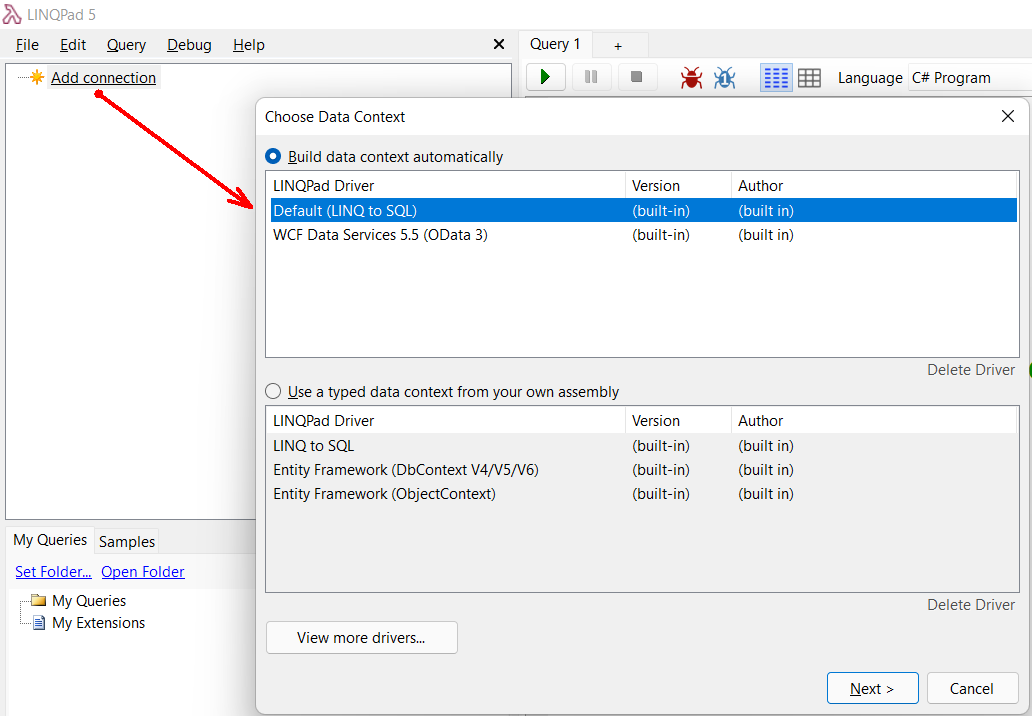 LINQPad 5
File Edit Query Debug Help
Query 1 +
Add connection
Language C# Program
Choose Data Context
Build data context automatically
LINQPad Driver Version Author
Default (LINQ to SQL) (built-in) (built in)
WCF Data Services 5.5 (OData 3) (built-in) (built in)
Delete Driver
Use a typed data context from your own assembly
LINQPad Driver Version Author
LINQ to SQL (built-in) (built in)
Entity Framework (DbContext V4/V5/V6) (built-in) (built in)
Entity Framework (ObjectContext) (built-in) (built in)
Delete Driver
View more drivers...
Next > Cancel
My Queries Samples
Set Folder... Open Folder
My Queries
My Extensions